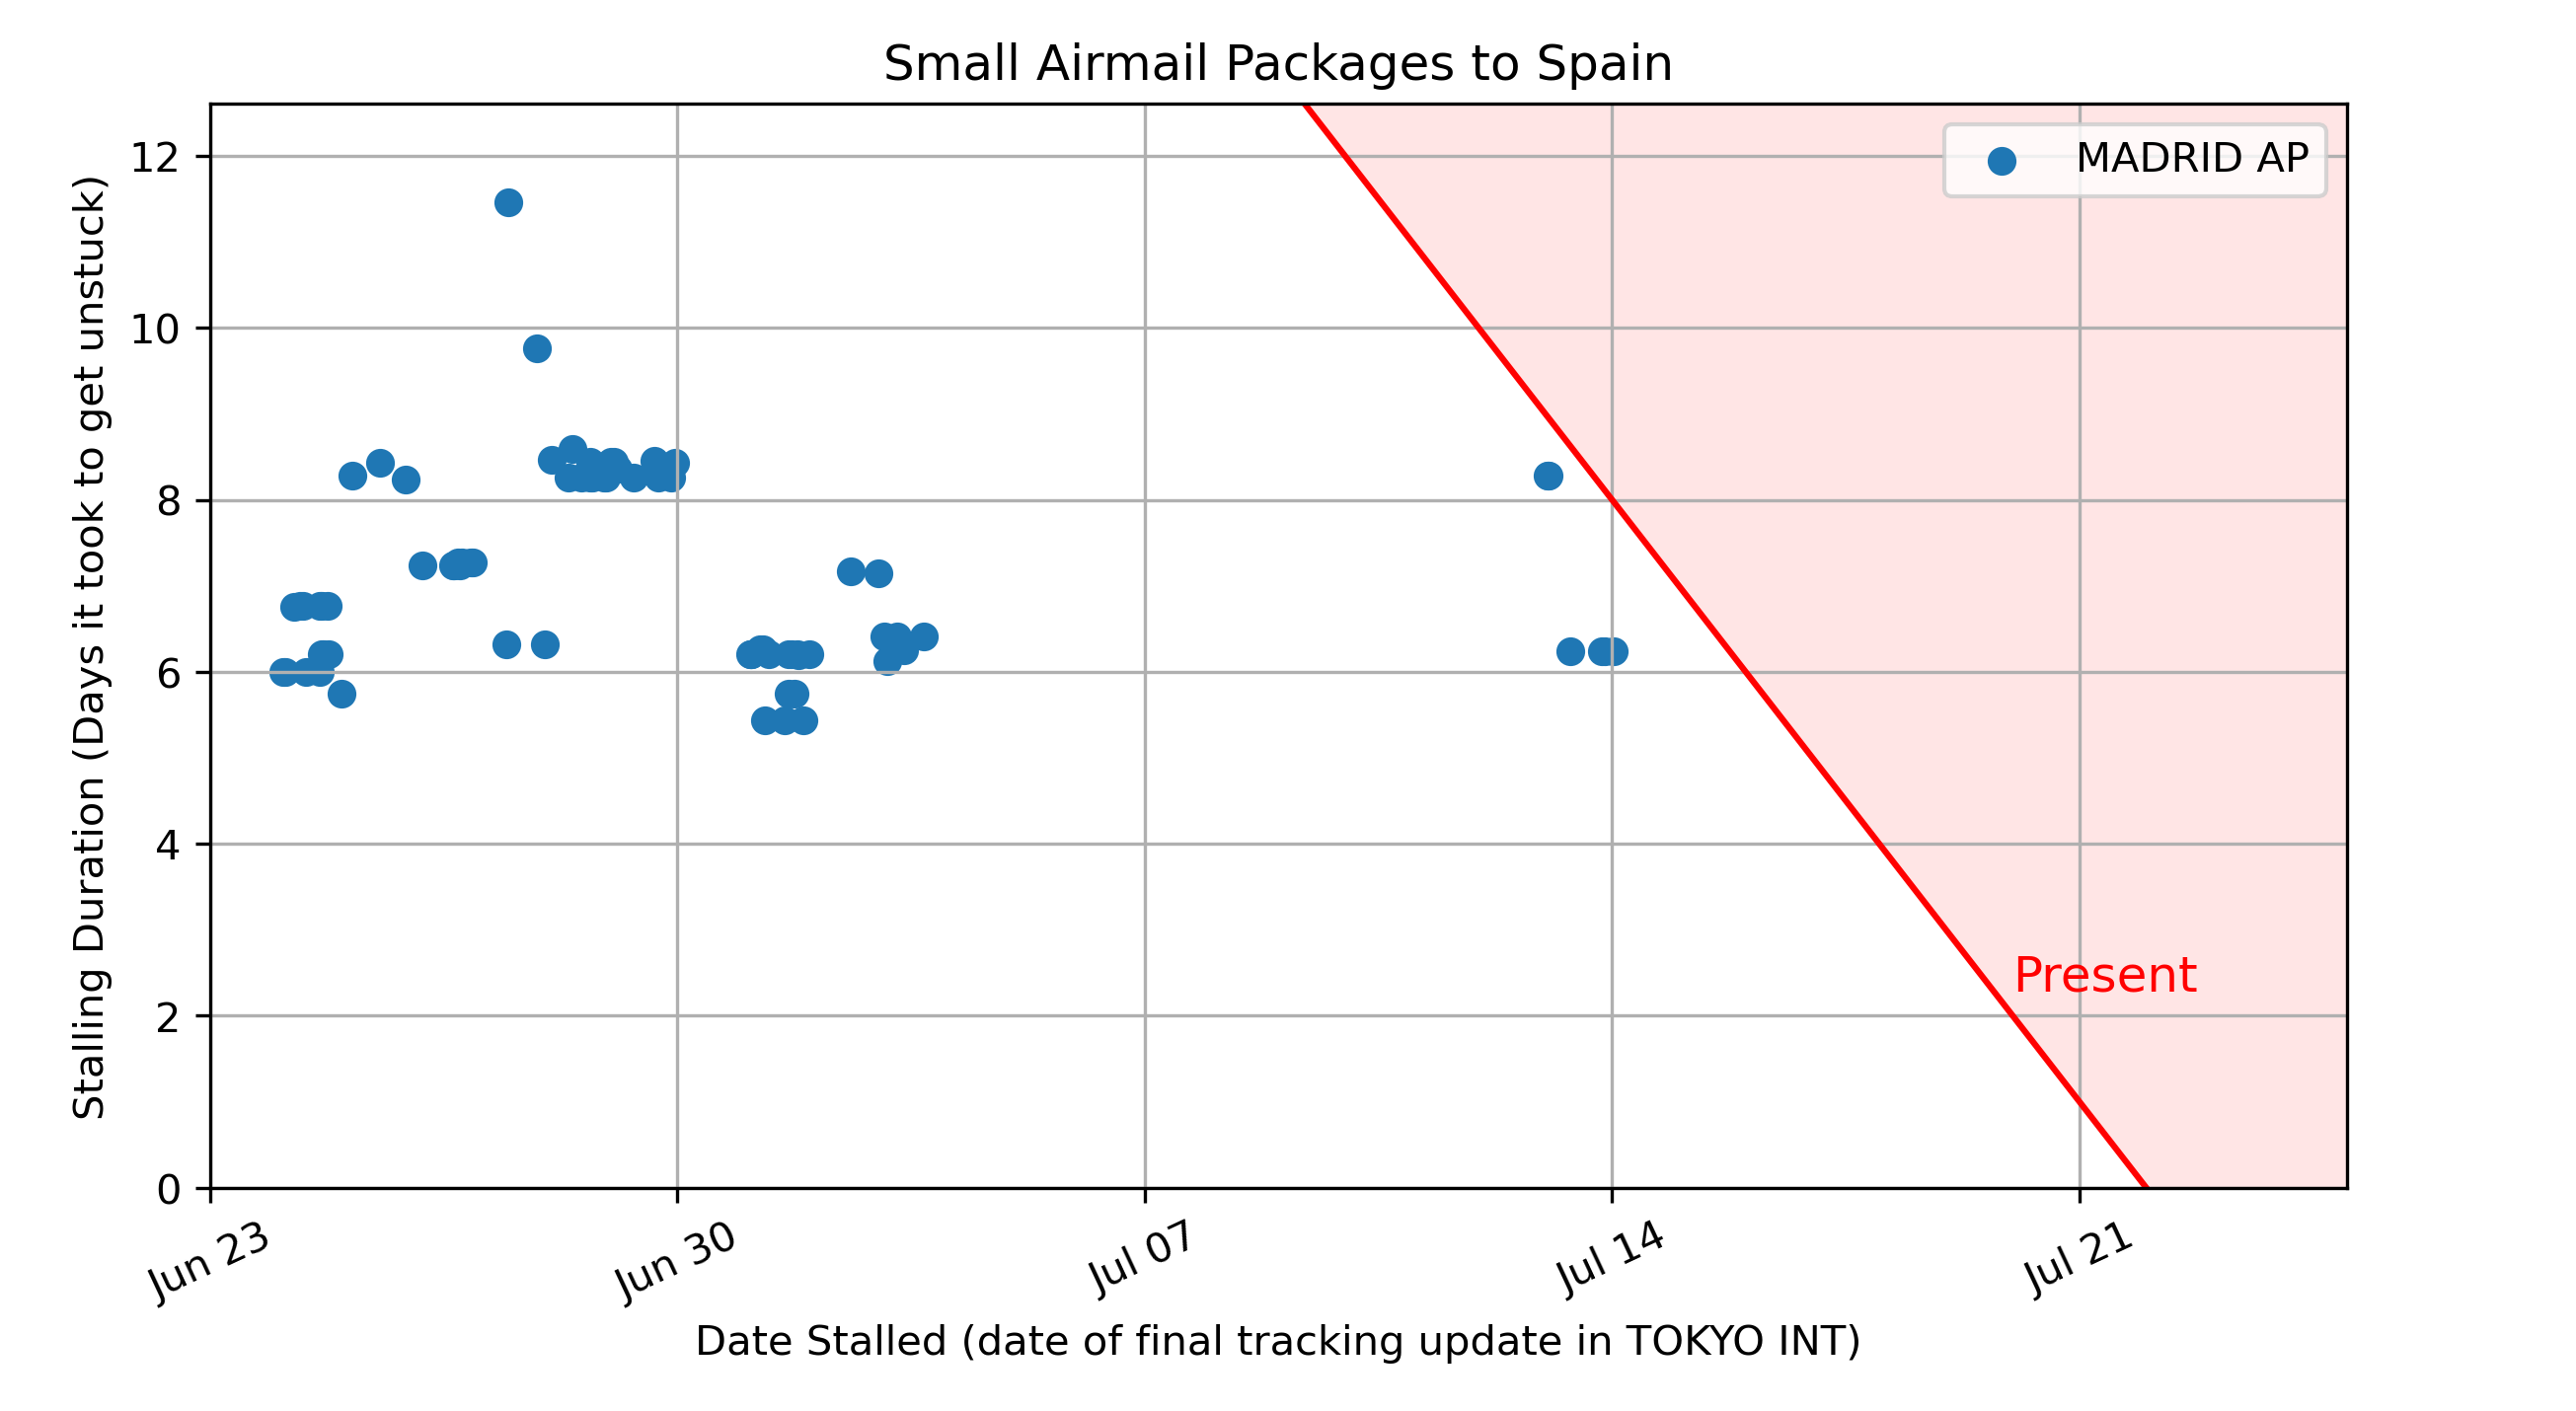 Small Airmail Packages to Spain
MADRID AP
Stalling Duration (Days it took to get unstuck)
12
10
8
6
4
2
0
Present
Jun 23
Jun 30
Jul 07
Jul 14
Jul 21
Date Stalled (date of final tracking update in TOKYO INT)